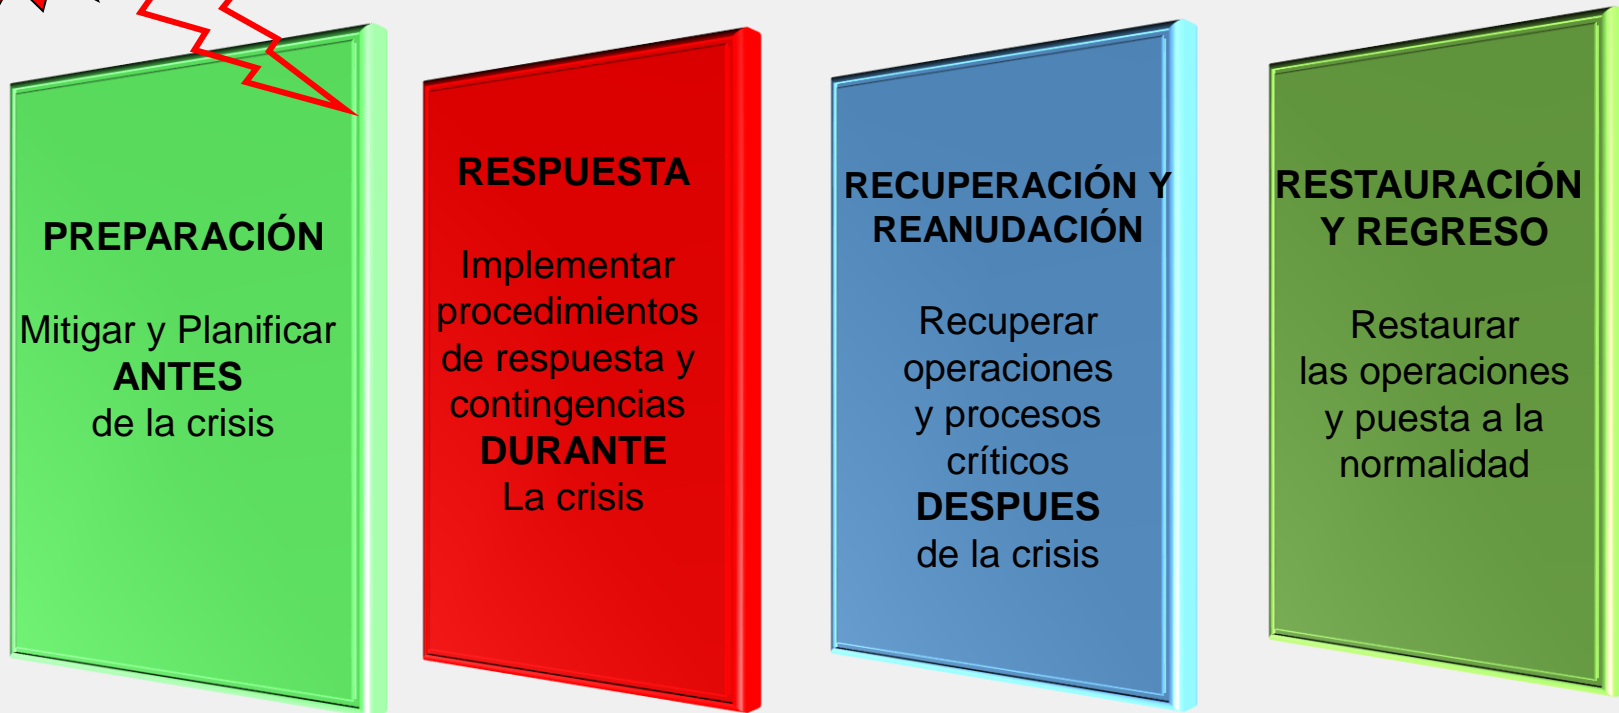 PREPARACIÓN
Mitigar y Planificar
ANTES
de la crisis
RESPUESTA
Implementar
procedimientos
de respuesta y
contingencias
DURANTE
La crisis
RECUPERACIÓN Y
REANUDACIÓN
Recuperar
operaciones
y procesos
críticos
DESPUES
de la crisis
RESTAURACIÓN
Y REGRESO
Restaurar
las operaciones
y puesta a la
normalidad